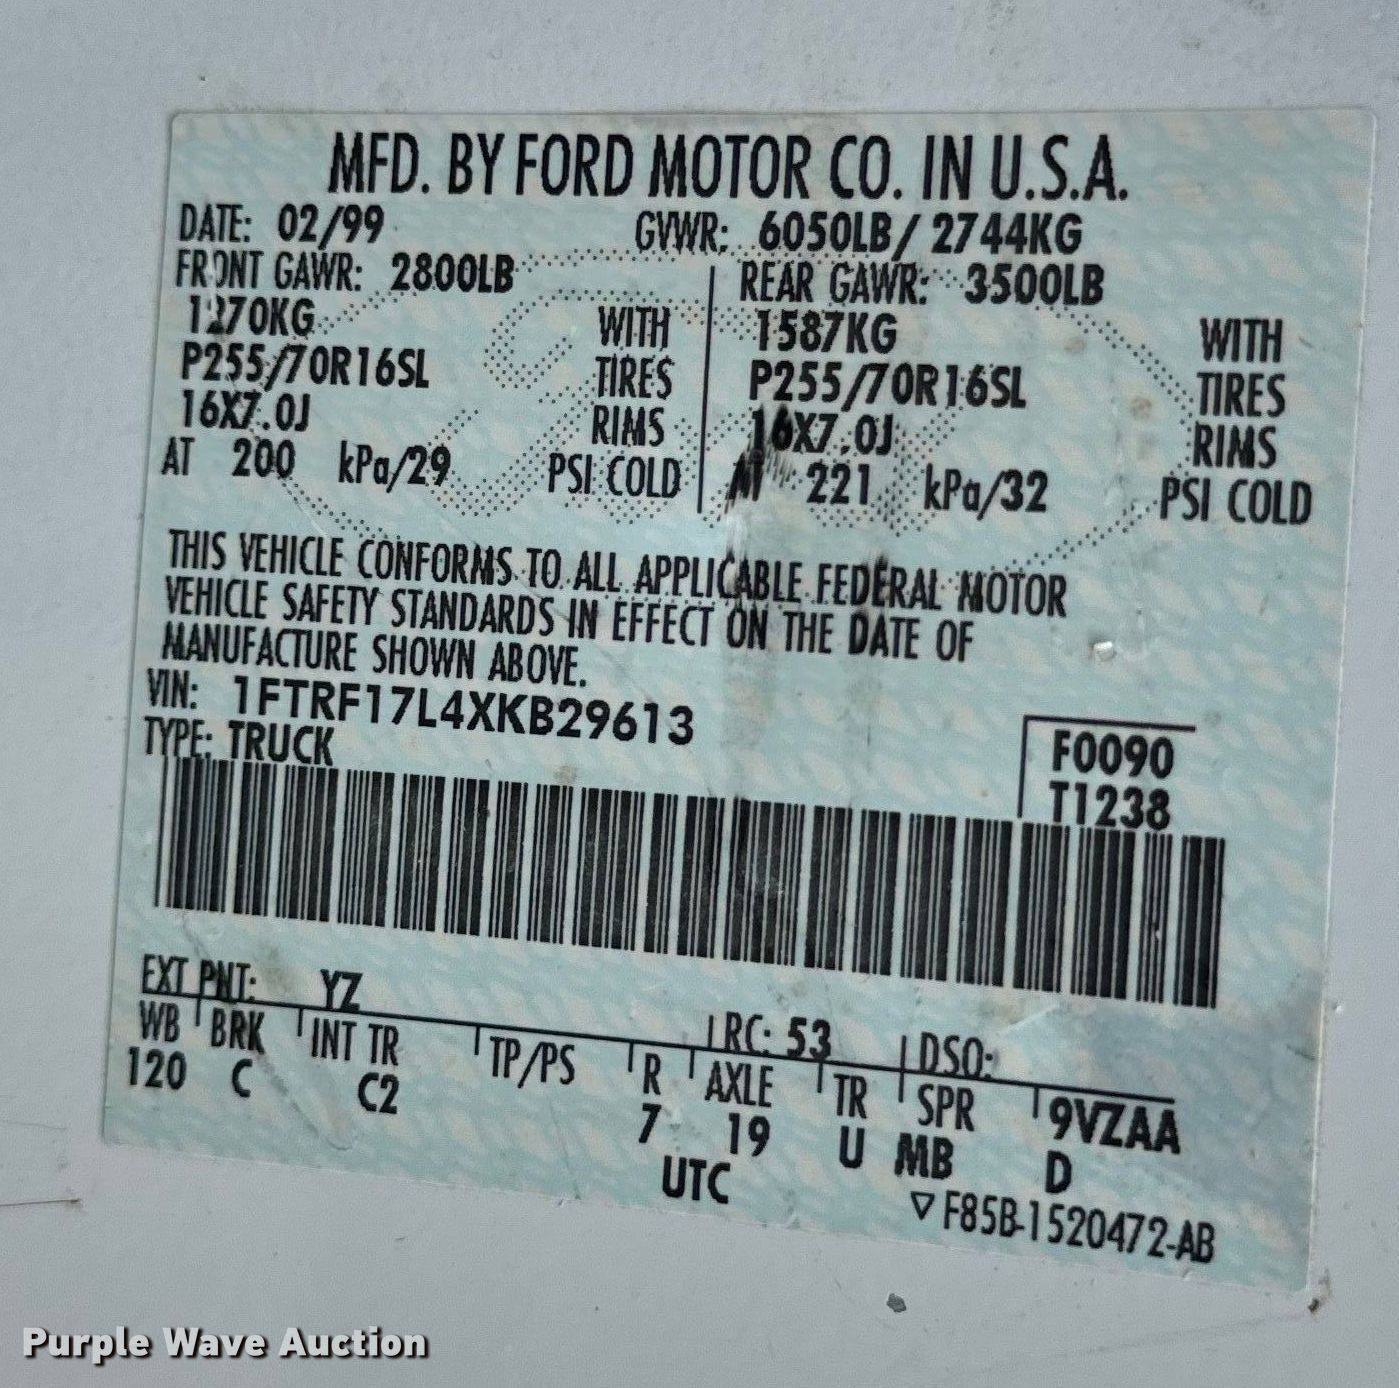 MFD. BY FORD MOTOR CO. IN U.S.A.
DATE: 02/99 GVWR: 6050LB/ 2744KG
FRONT GAWR: 2800LB REAR GAWR: 3500LB
1270KG WITH 1587KG WITH
P255/70R16SL TIRES P255/70R16SL TIRES
16X7.0J RIMS 16X7.0J RIMS
AT 200 kPa/29 PSI COLD AT 221 kPa/32 PSI COLD
THIS VEHICLE CONFORMS TO ALL APPLICABLE FEDERAL MOTOR
VEHICLE SAFETY STANDARDS IN EFFECT ON THE DATE OF
MANUFACTURE SHOWN ABOVE.
VIN: 1FTRF17L4XKB29613
TYPE: TRUCK
F0090
T1238
EXT PNT: YZ RC: 53 DSO:
WB BRK INT TR TP/PS R AXLE TR SPR 9VZAA
120 C C2 7 19 U MB D
UTC
▽ F85B-1520472-AB
Purple Wave Auction